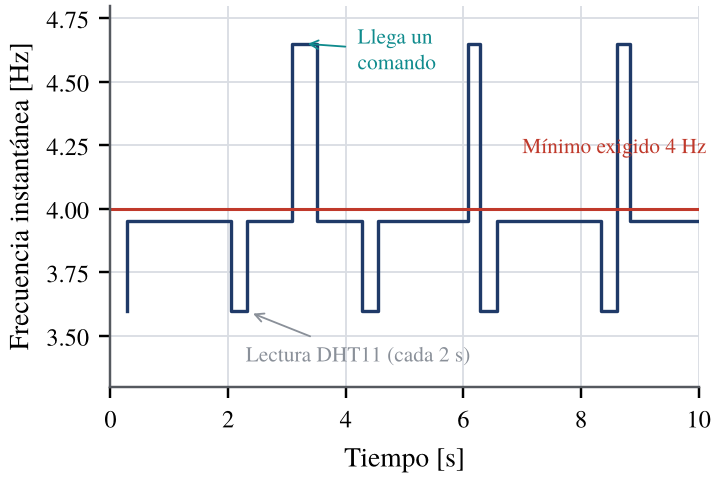 4.75
4.50
4.25
4.00
3.75
3.50
Frecuencia instantánea [Hz]
Llega un
comando
Mínimo exigido 4 Hz
Lectura DHT11 (cada 2 s)
0 2 4 6 8 10
Tiempo [s]